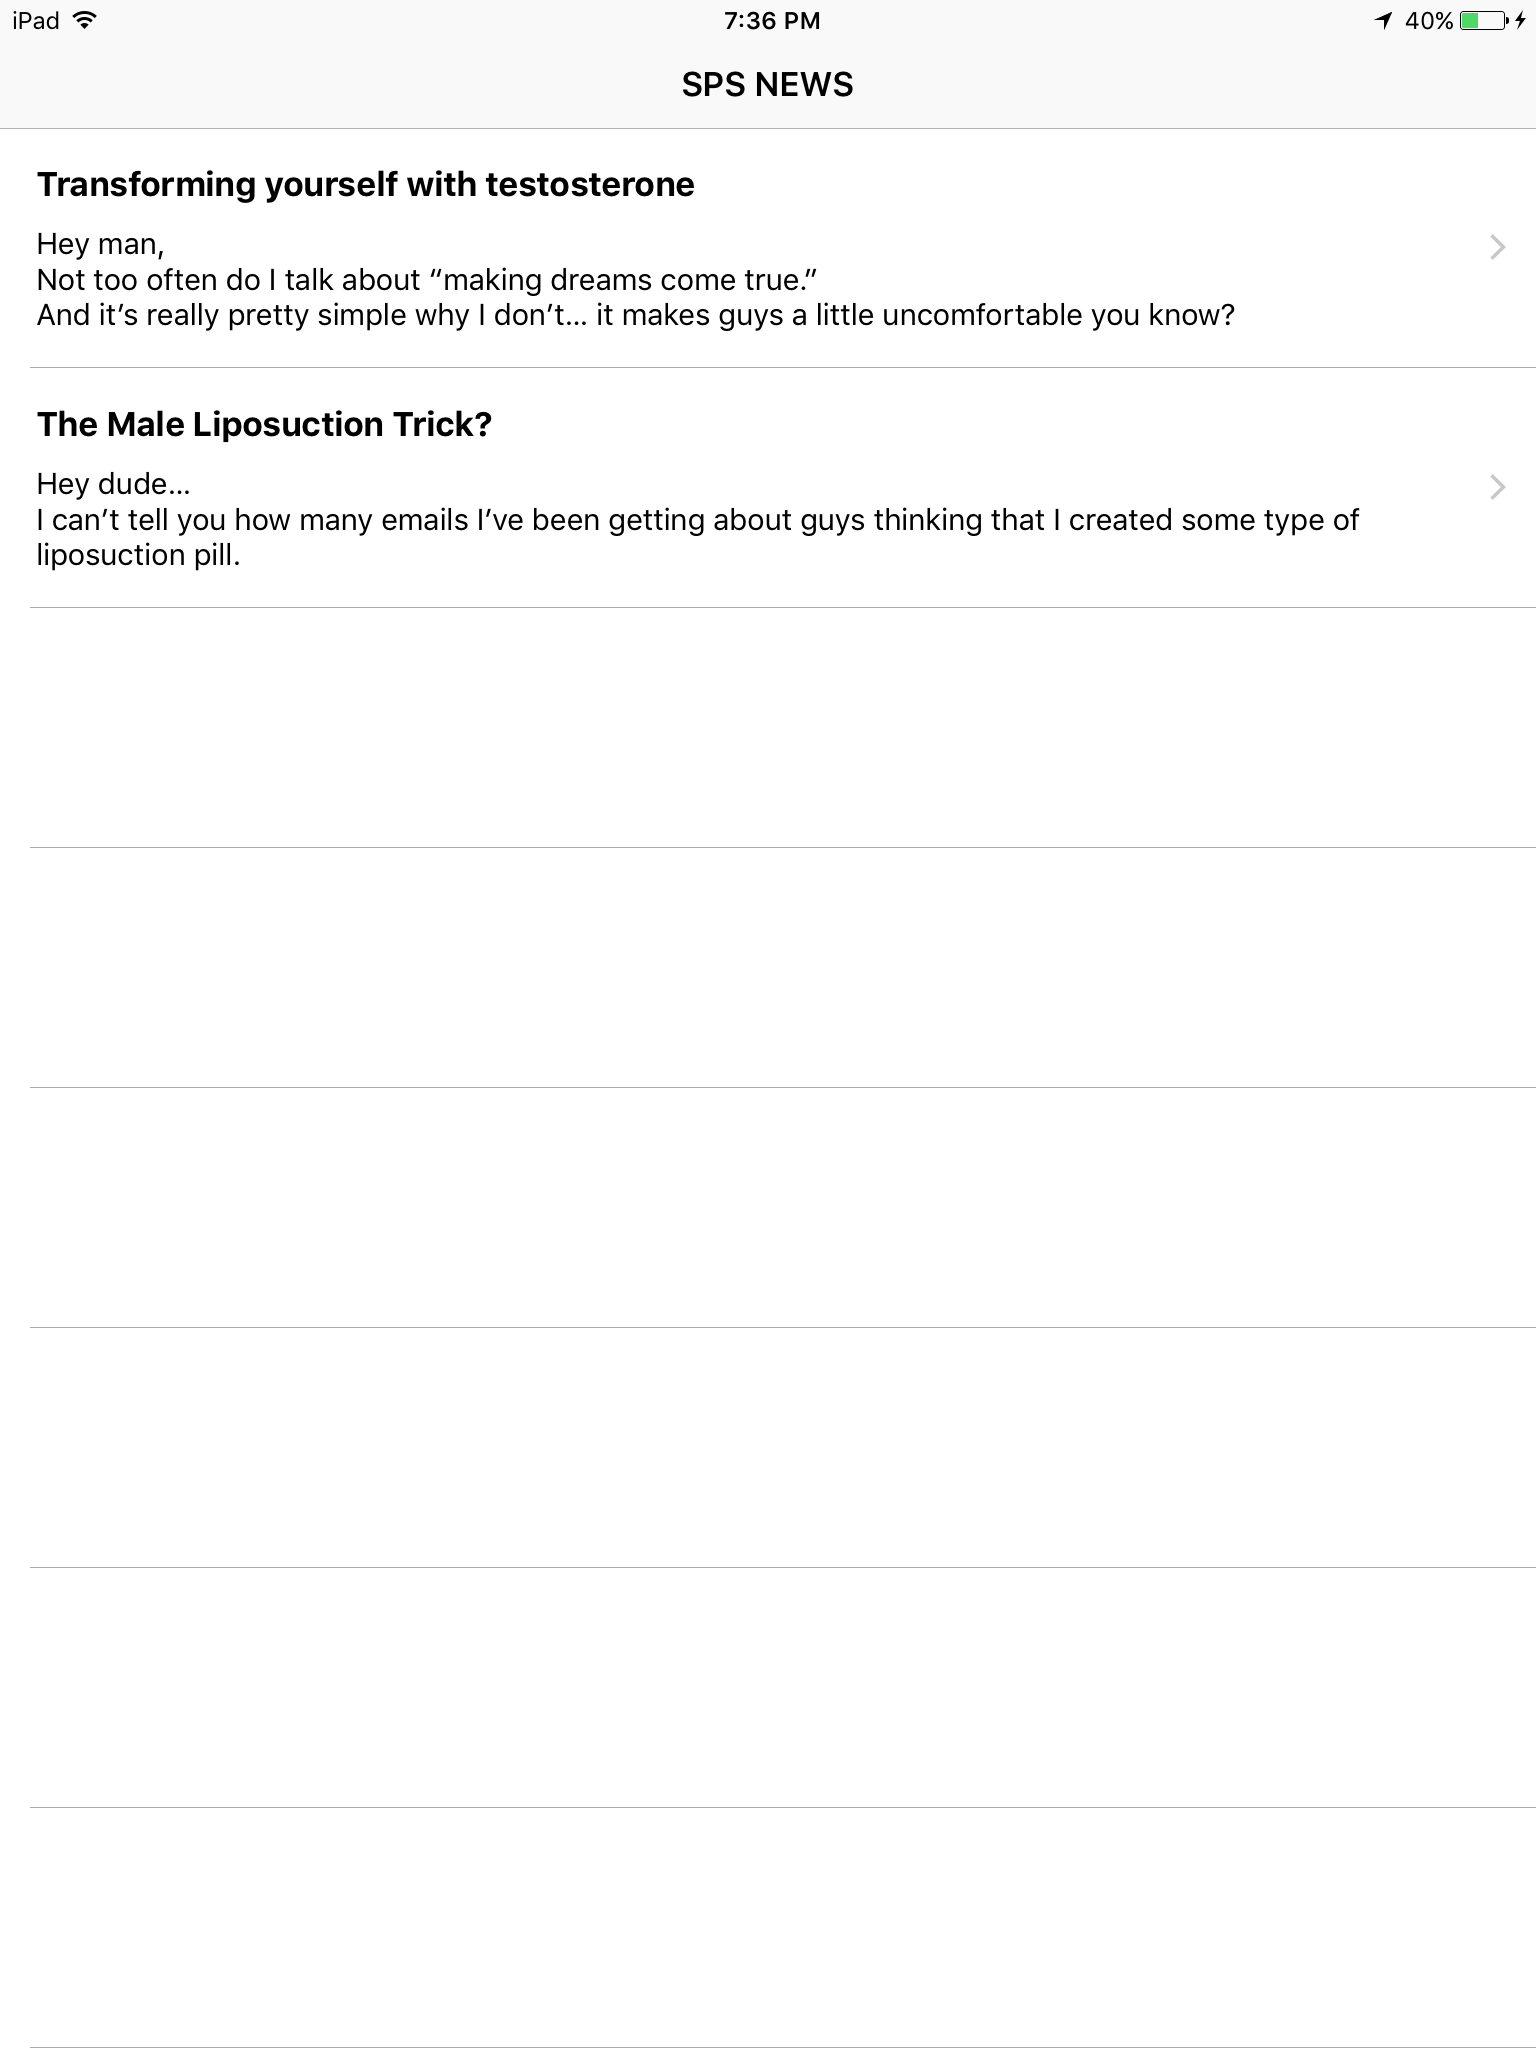 iPad 7:36 PM 40%
SPS NEWS
Transforming yourself with testosterone
Hey man,
Not too often do I talk about “making dreams come true.”
And it’s really pretty simple why I don’t... it makes guys a little uncomfortable you know?
The Male Liposuction Trick?
Hey dude...
I can’t tell you how many emails I’ve been getting about guys thinking that I created some type of
liposuction pill.